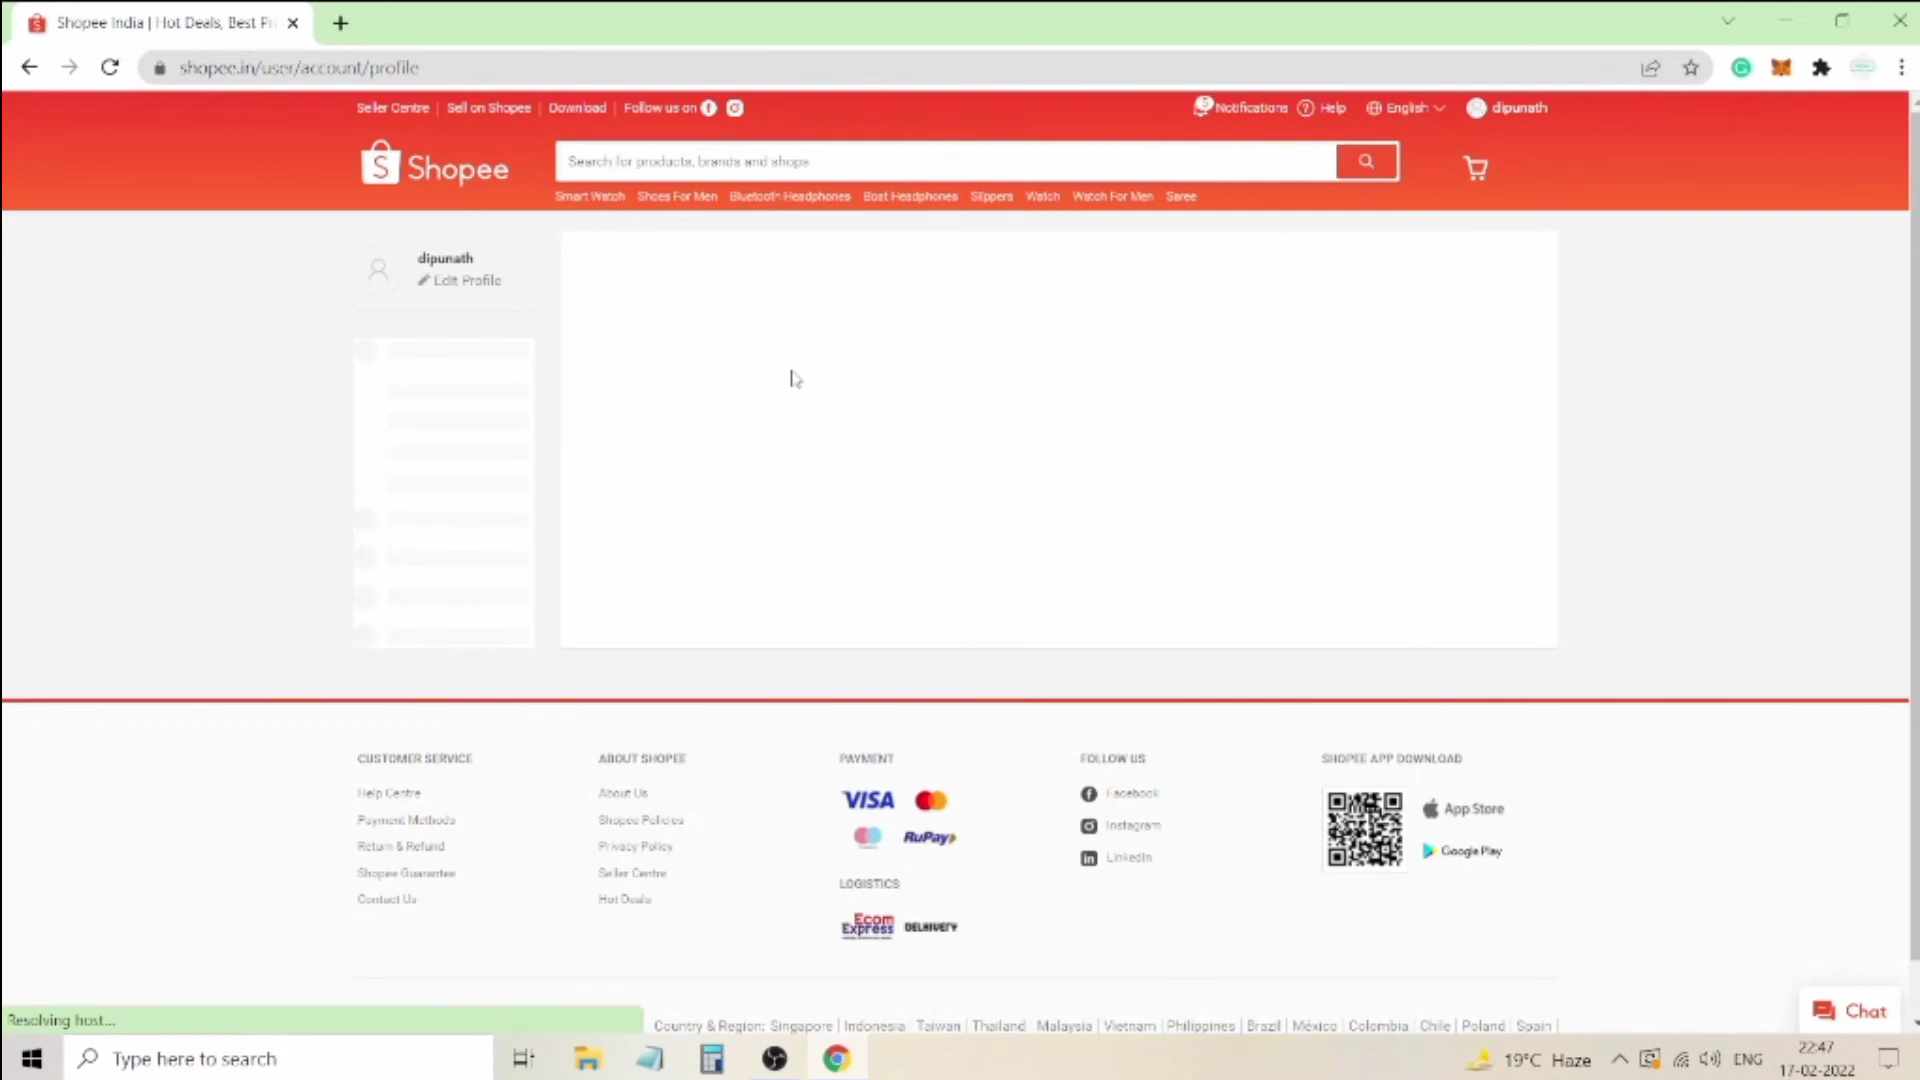 Shopee India | Hot Deals, Best Pri
shopee.in/user/account/profile
Seller Centre | Sell on Shopee | Download | Follow us on
5 Notifications Help English dipunath
Shopee
Search for products, brands and shops
Smart Watch Shoes For Men Bluetooth Headphones Boat Headphones Slippers Watch Watch For Men Saree
dipunath
Edit Profile
CUSTOMER SERVICE
Help Centre
Payment Methods
Return & Refund
Shopee Guarantee
Contact Us
ABOUT SHOPEE
About Us
Shopee Policies
Privacy Policy
Seller Centre
Hot Deals
PAYMENT
VISA
RuPay
LOGISTICS
Ecom
Express
DELHIVERY
FOLLOW US
Facebook
Instagram
LinkedIn
SHOPEE APP DOWNLOAD
App Store
Google Play
Chat
Resolving host...
Country & Region: Singapore | Indonesia | Taiwan | Thailand | Malaysia | Vietnam | Philippines | Brazil | México | Colombia | Chile | Poland | Spain |
Type here to search
19°C Haze
ENG
22:47
17-02-2022